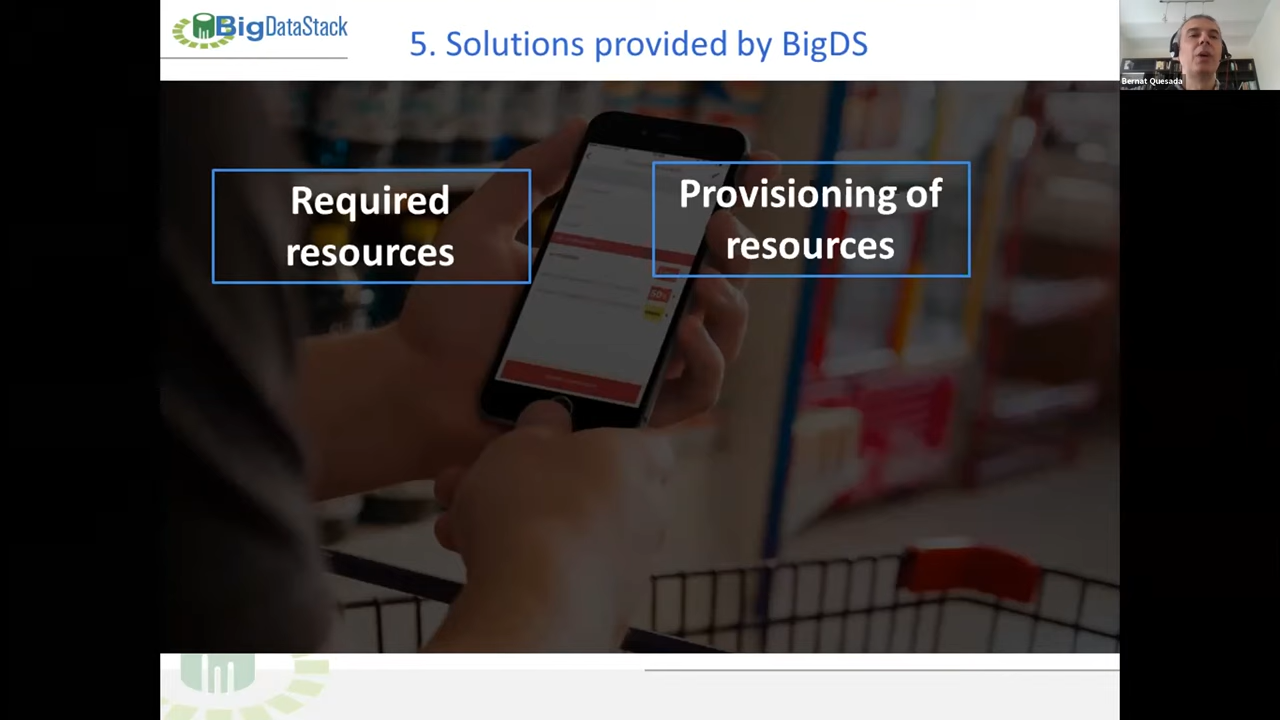 BigDataStack
5. Solutions provided by BigDS
Bernat Quesada
Required
resources
Provisioning of
resources